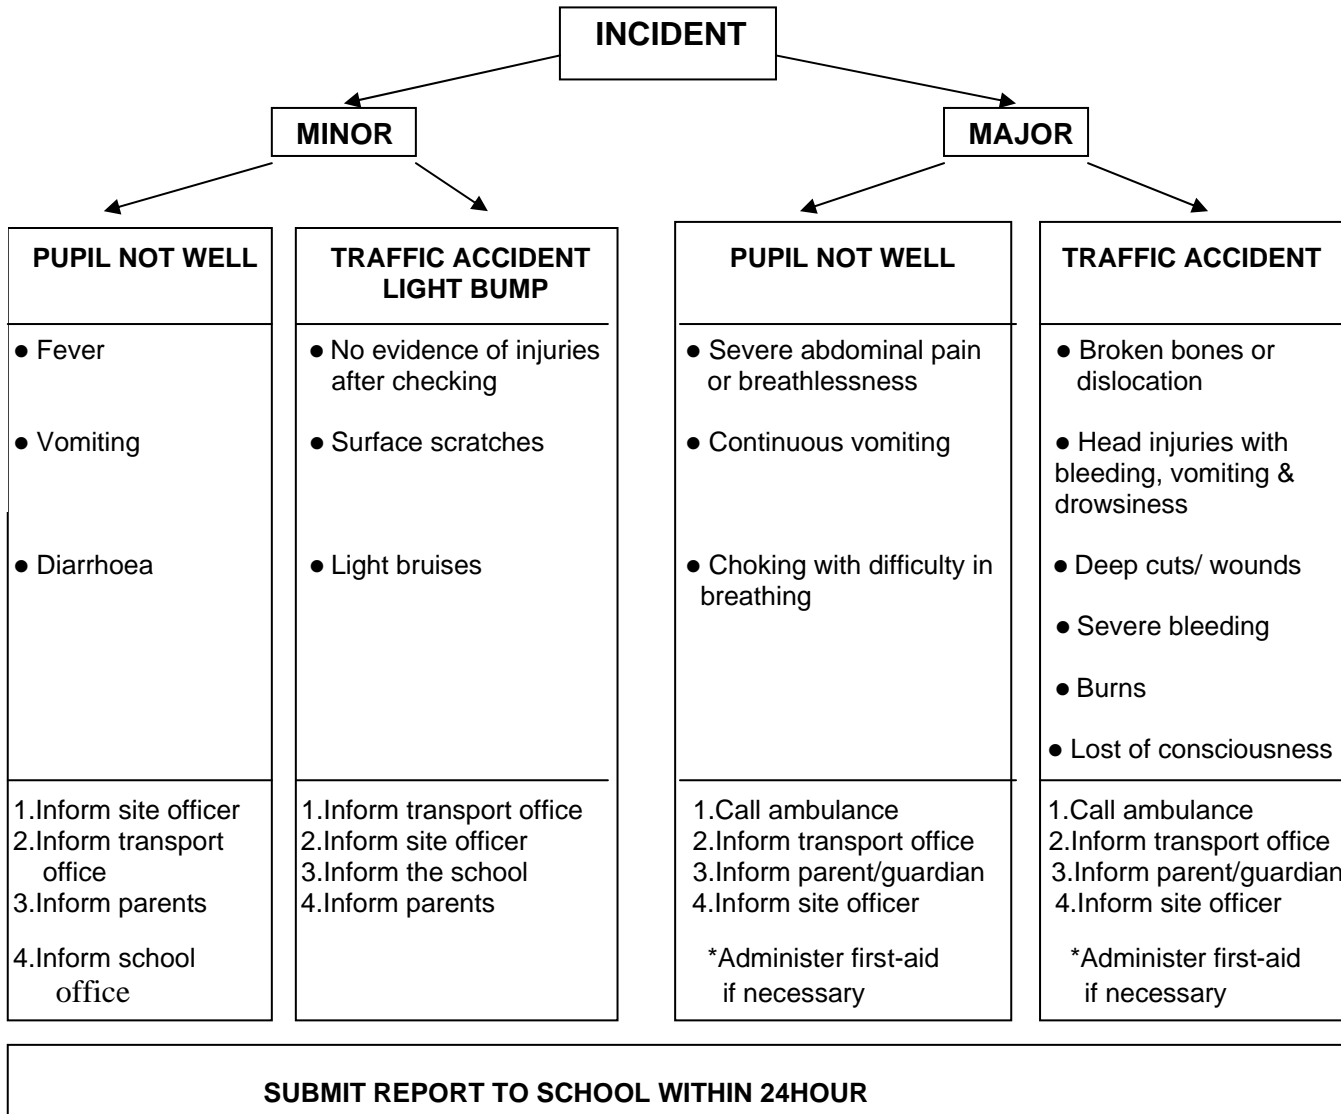 INCIDENT
MINOR
MAJOR
PUPIL NOT WELL
● Fever
● Vomiting
● Diarrhoea
1.Inform site officer
2.Inform transport
office
3.Inform parents
4.Inform school
office
TRAFFIC ACCIDENT
LIGHT BUMP
● No evidence of injuries
after checking
● Surface scratches
● Light bruises
1.Inform transport office
2.Inform site officer
3.Inform the school
4.Inform parents
PUPIL NOT WELL
● Severe abdominal pain
or breathlessness
● Continuous vomiting
● Choking with difficulty in
breathing
1.Call ambulance
2.Inform transport office
3.Inform parent/guardian
4.Inform site officer
*Administer first-aid
if necessary
TRAFFIC ACCIDENT
● Broken bones or
dislocation
● Head injuries with
bleeding, vomiting &
drowsiness
● Deep cuts/ wounds
● Severe bleeding
● Burns
● Lost of consciousness
1.Call ambulance
2.Inform transport office
3.Inform parent/guardian
4.Inform site officer
*Administer first-aid
if necessary
SUBMIT REPORT TO SCHOOL WITHIN 24HOUR